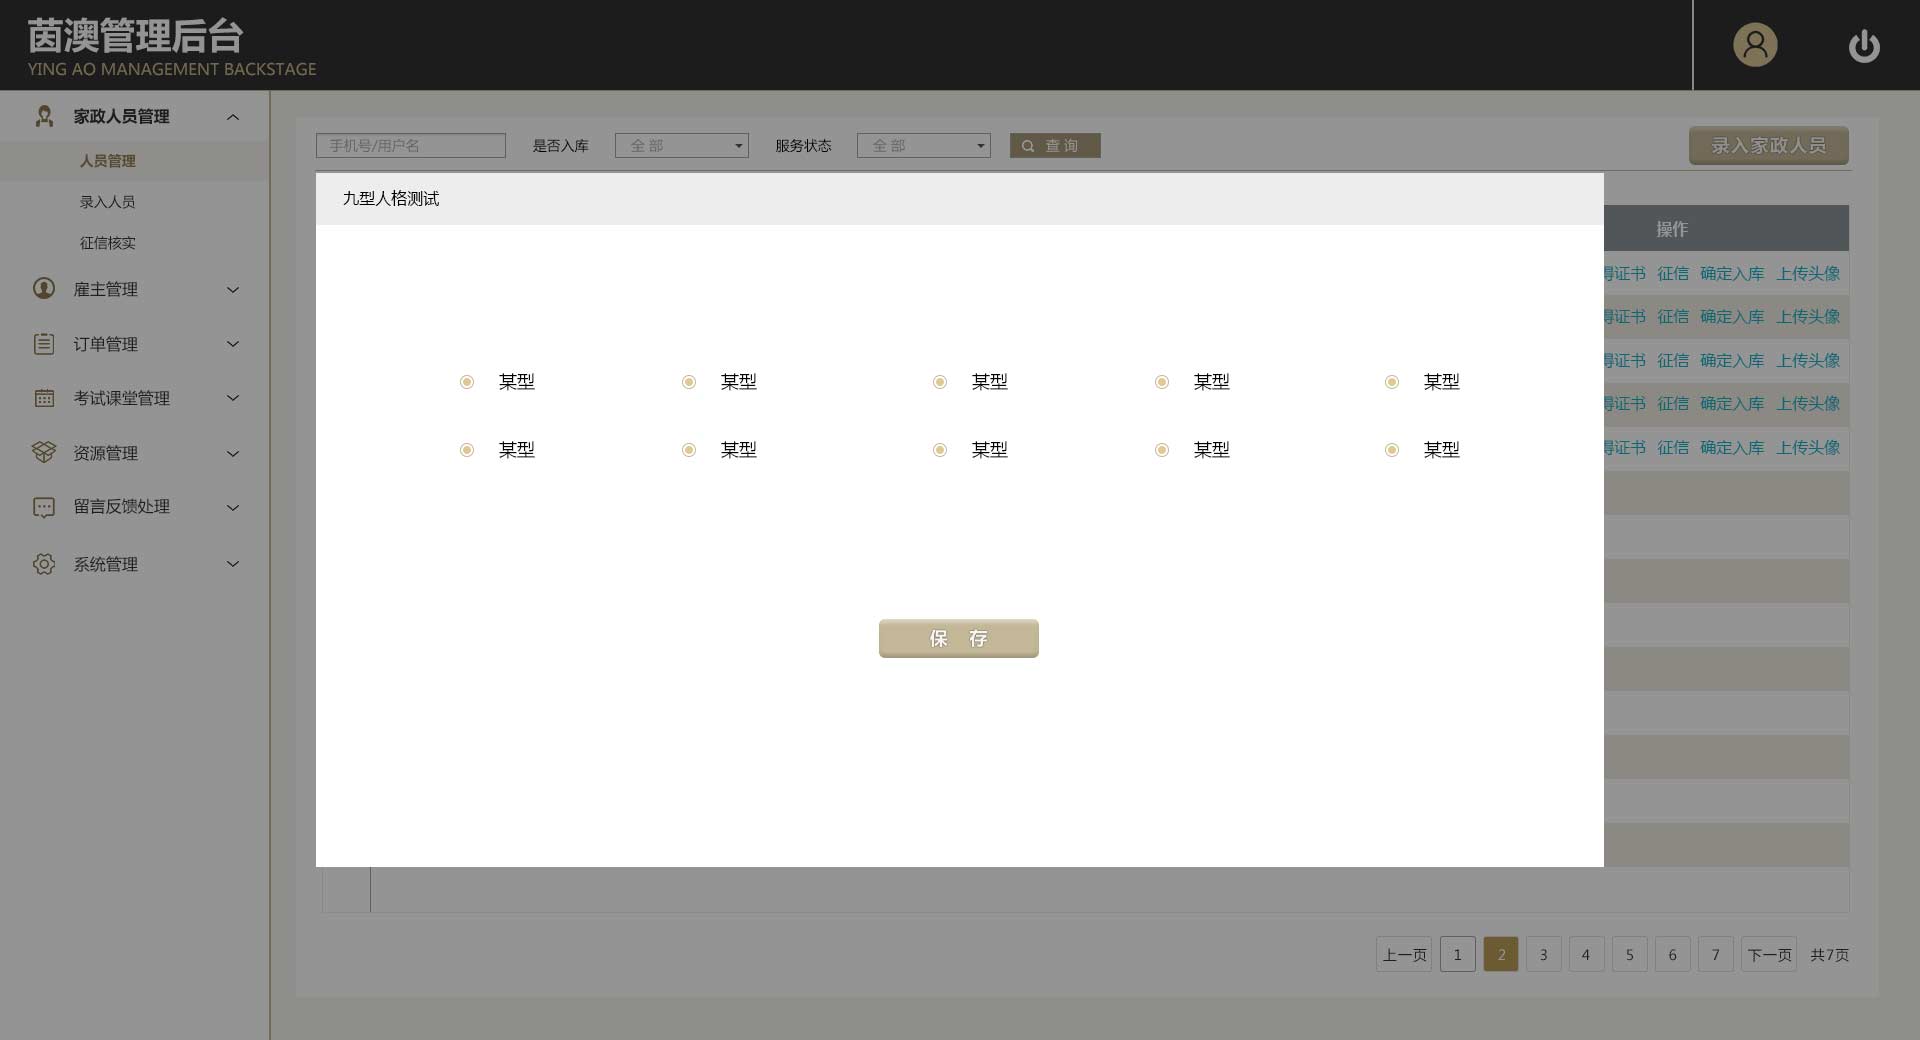 茵澳管理后台
YING AO MANAGEMENT BACKSTAGE
家政人员管理
人员管理
录入人员
征信核实
雇主管理
订单管理
考试课堂管理
资源管理
留言反馈处理
系统管理
手机号/用户名 是否入库 全 部 服务状态 全 部 查 询 录入家政人员
九型人格测试
操作
证书 征信 确定入库 上传头像
证书 征信 确定入库 上传头像
证书 征信 确定入库 上传头像
证书 征信 确定入库 上传头像
证书 征信 确定入库 上传头像
某型 某型 某型 某型 某型
某型 某型 某型 某型 某型
保 存
上一页 1 2 3 4 5 6 7 下一页 共7页